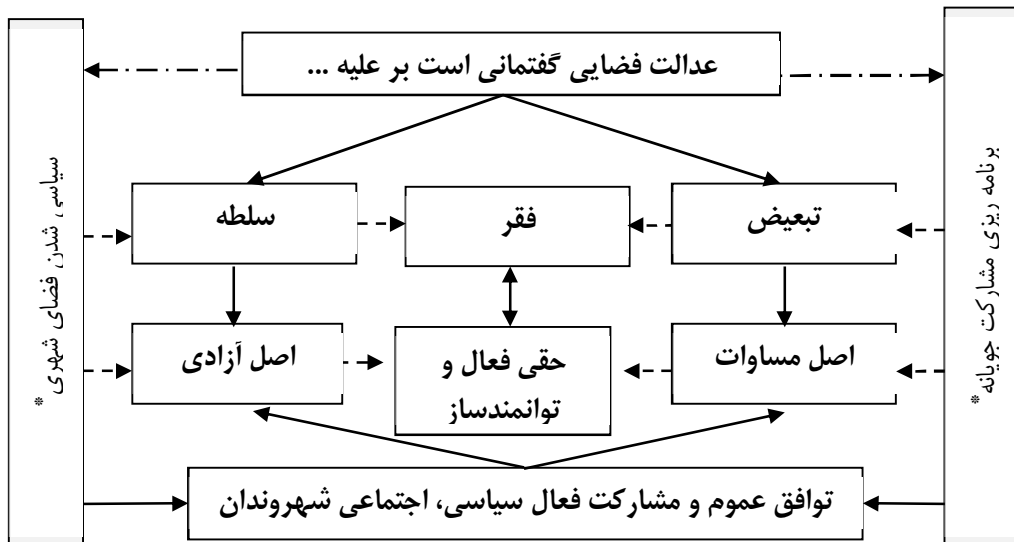 عدالت فضایی گفتمانی است بر علیه ...
تبعیض
فقر
سلطه
اصل مساوات
حقی فعال و
توانمندساز
اصل آزادی
توافق عموم و مشارکت فعال سیاسی، اجتماعی شهروندان
برنامه ریزی مشارکت جویانه*
سیاسی شدن فضای شهری*